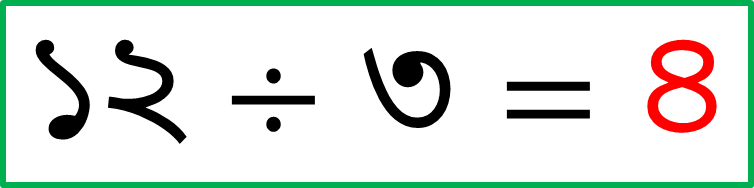 ১২ ÷ ৩ = ৪